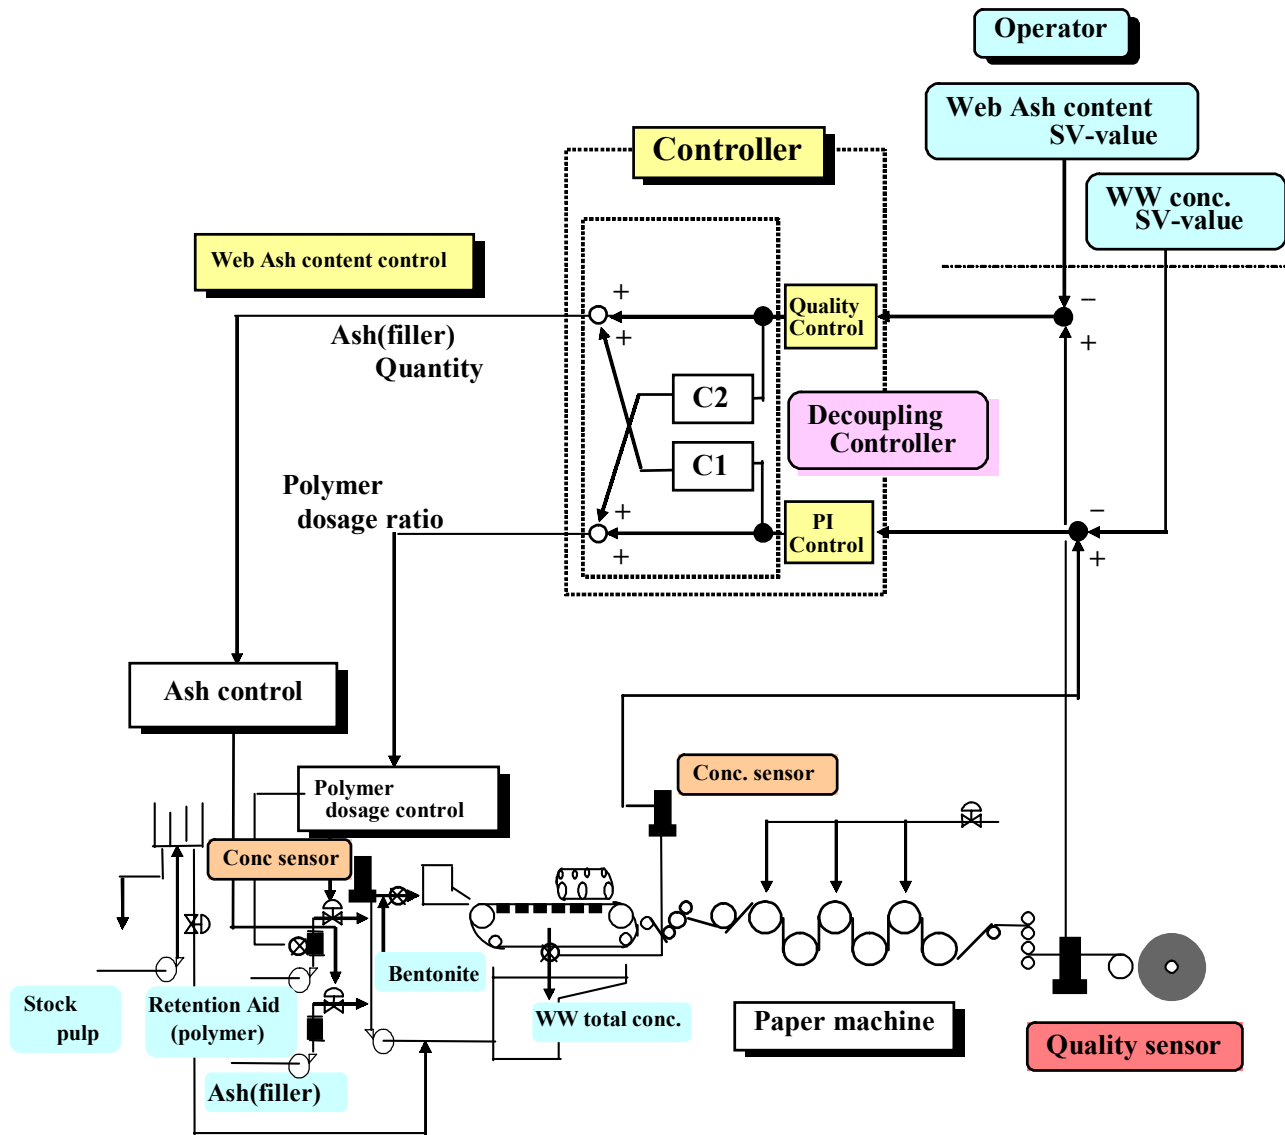 Operator
Web Ash content
SV-value
Controller
WW conc.
SV-value
Web Ash content control
+
−
Quality
Control
+
+
Ash(filler)
Quantity
C2
Decoupling
Controller
C1
Polymer
dosage ratio
+
−
PI
Control
+
+
Ash control
Conc. sensor
Polymer
dosage control
Conc sensor
Bentonite
Stock
pulp
Retention Aid
(polymer)
WW total conc.
Paper machine
Quality sensor
Ash(filler)